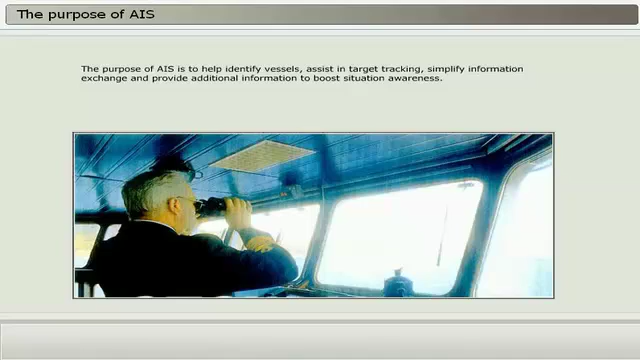 The purpose of AIS
The purpose of AIS is to help identify vessels, assist in target tracking, simplify information
exchange and provide additional information to boost situation awareness.